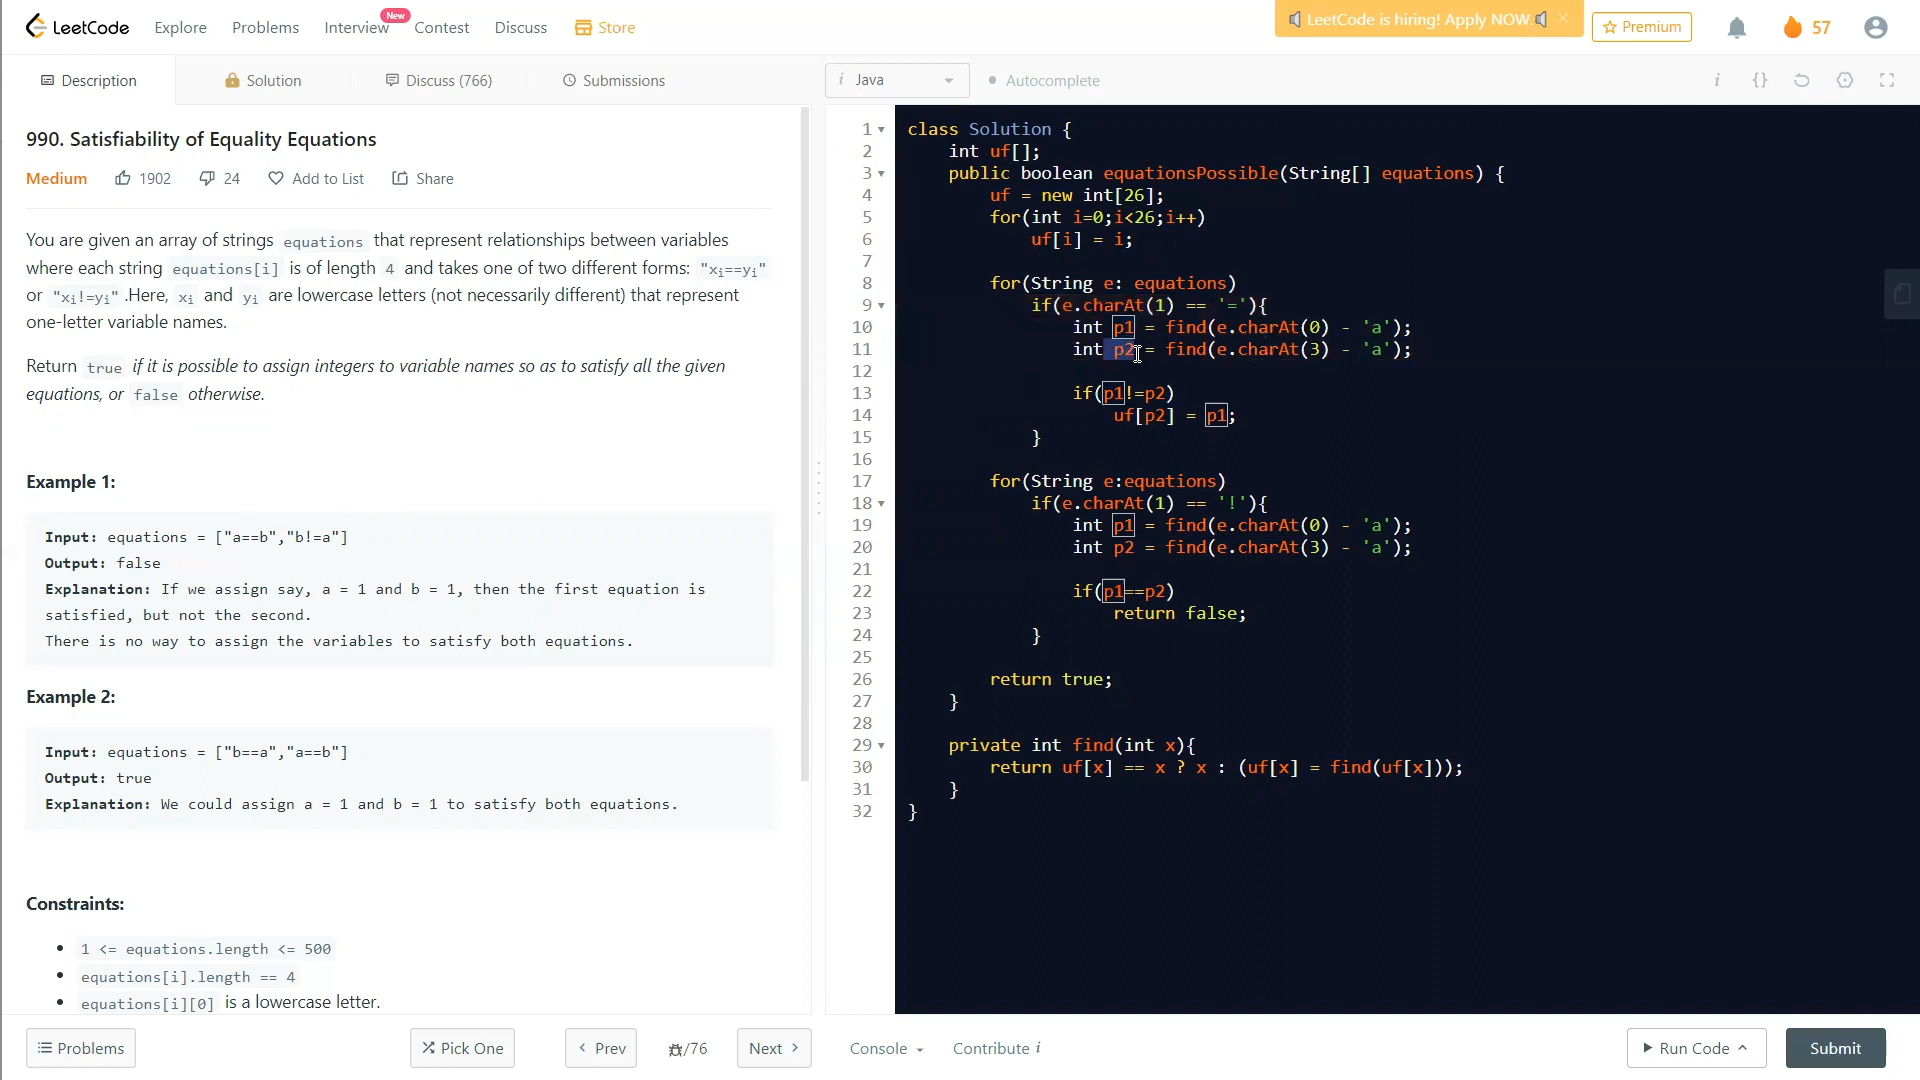 LeetCode Explore Problems Interview New Contest Discuss Store LeetCode is hiring! Apply NOW. × Premium 57
Description Solution Discuss (766) Submissions
i Java Autocomplete i {}
990. Satisfiability of Equality Equations
Medium 1902 24 Add to List Share
You are given an array of strings equations that represent relationships between variables
where each string equations[i] is of length 4 and takes one of two different forms: "xi==yi"
or "xi!=yi" .Here, xi and yi are lowercase letters (not necessarily different) that represent
one-letter variable names.
Return true if it is possible to assign integers to variable names so as to satisfy all the given
equations, or false otherwise.
Example 1:
Input: equations = ["a==b","b!=a"]
Output: false
Explanation: If we assign say, a = 1 and b = 1, then the first equation is
satisfied, but not the second.
There is no way to assign the variables to satisfy both equations.
Example 2:
Input: equations = ["b==a","a==b"]
Output: true
Explanation: We could assign a = 1 and b = 1 to satisfy both equations.
Constraints:
• 1 <= equations.length <= 500
• equations[i].length == 4
• equations[i][0] is a lowercase letter.
1 class Solution {
2 int uf[];
3 public boolean equationsPossible(String[] equations) {
4 uf = new int[26];
5 for(int i=0;i<26;i++)
6 uf[i] = i;
7
8 for(String e: equations)
9 if(e.charAt(1) == '='){
10 int p1 = find(e.charAt(0) - 'a');
11 int p2 = find(e.charAt(3) - 'a');
12
13 if(p1!=p2)
14 uf[p2] = p1;
15 }
16
17 for(String e:equations)
18 if(e.charAt(1) == '!'){
19 int p1 = find(e.charAt(0) - 'a');
20 int p2 = find(e.charAt(3) - 'a');
21
22 if(p1==p2)
23 return false;
24 }
25
26 return true;
27 }
28
29 private int find(int x){
30 return uf[x] == x ? x : (uf[x] = find(uf[x]));
31 }
32 }
Problems Pick One Prev /76 Next Console Contribute i Run Code Submit